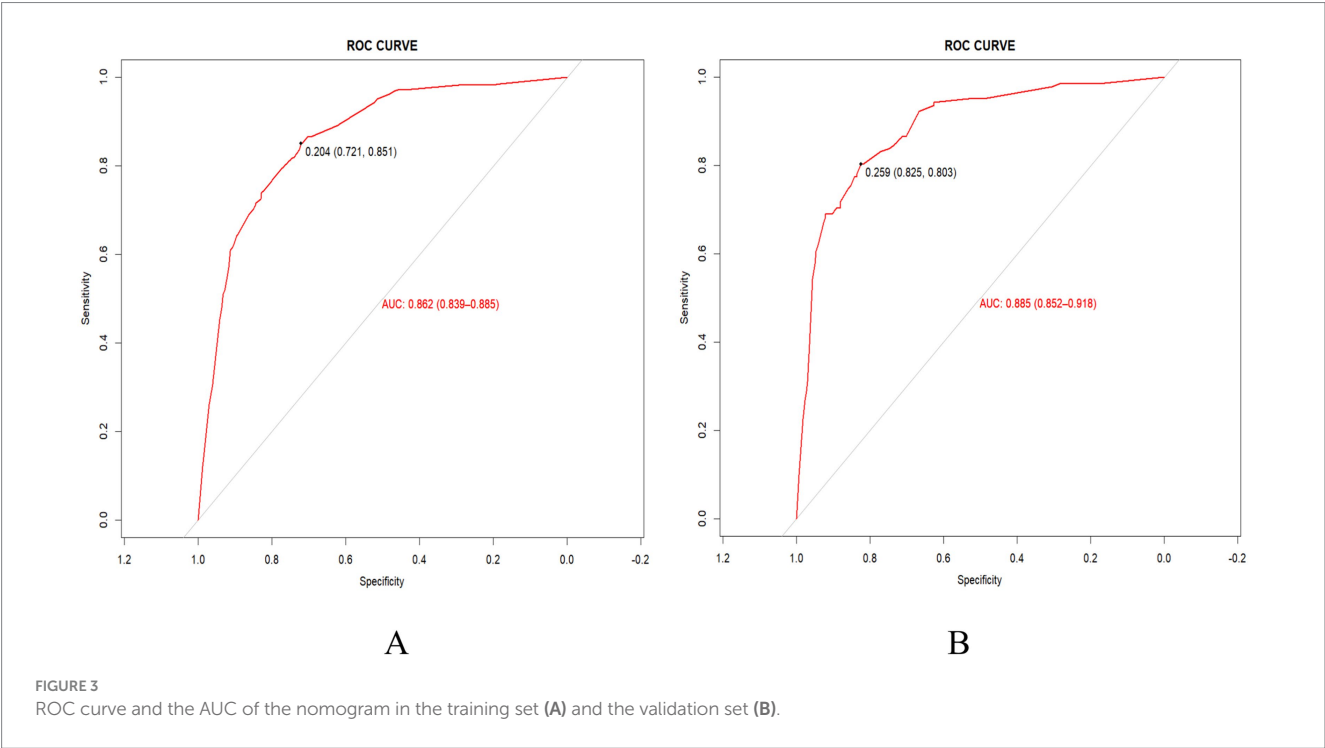 ROC CURVE
1.0
0.8
0.6
0.4
0.2
0.0
Sensitivity
0.204 (0.721, 0.851)
AUC: 0.862 (0.839–0.885)
1.2 1.0 0.8 0.6 0.4 0.2 0.0 -0.2
Specificity
A
ROC CURVE
1.0
0.8
0.6
0.4
0.2
0.0
Sensitivity
0.259 (0.825, 0.803)
AUC: 0.885 (0.852–0.918)
1.2 1.0 0.8 0.6 0.4 0.2 0.0 -0.2
Specificity
B
FIGURE 3
ROC curve and the AUC of the nomogram in the training set (A) and the validation set (B).